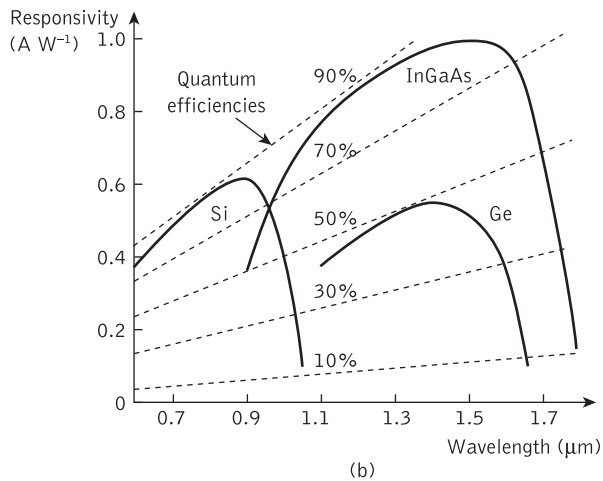 Responsivity
(A W⁻¹)
1.0
0.8
0.6
0.4
0.2
0
Quantum
efficiencies
90%
InGaAs
70%
Si
50%
Ge
30%
10%
0.7 0.9 1.1 1.3 1.5 1.7
Wavelength (μm)
(b)